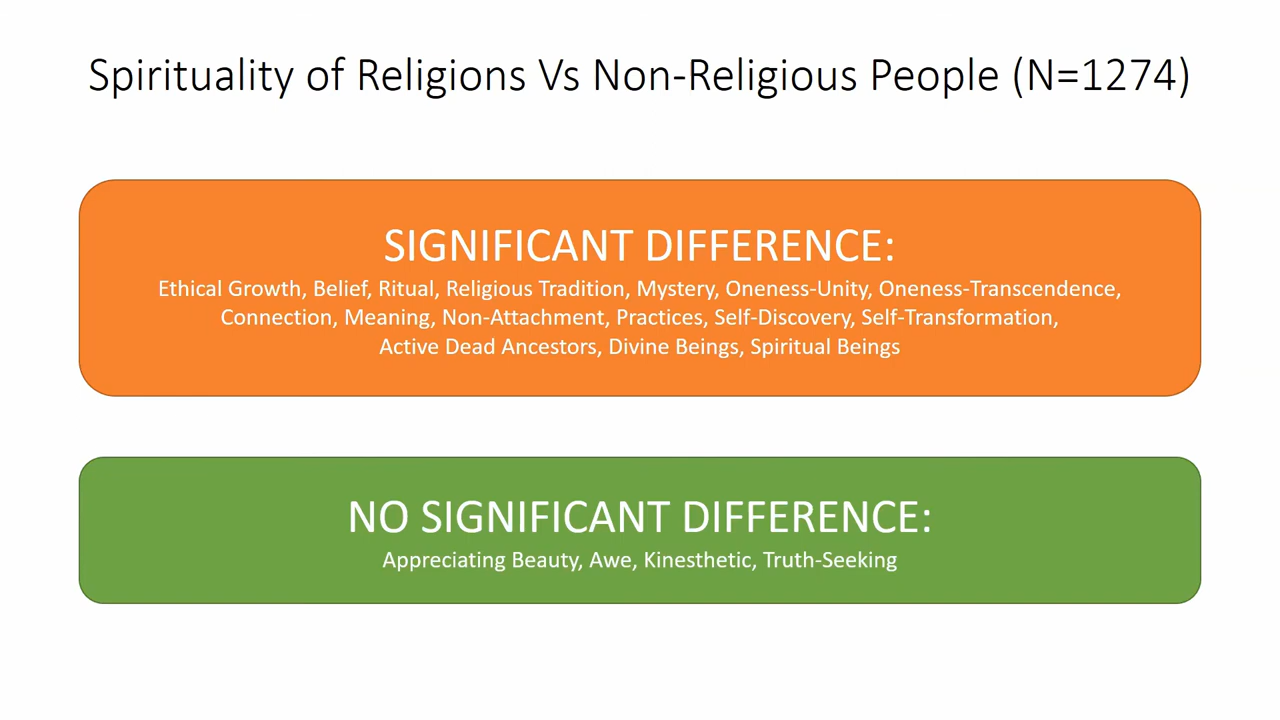 Spirituality of Religions Vs Non-Religious People (N=1274)
SIGNIFICANT DIFFERENCE:
Ethical Growth, Belief, Ritual, Religious Tradition, Mystery, Oneness-Unity, Oneness-Transcendence,
Connection, Meaning, Non-Attachment, Practices, Self-Discovery, Self-Transformation,
Active Dead Ancestors, Divine Beings, Spiritual Beings
NO SIGNIFICANT DIFFERENCE:
Appreciating Beauty, Awe, Kinesthetic, Truth-Seeking